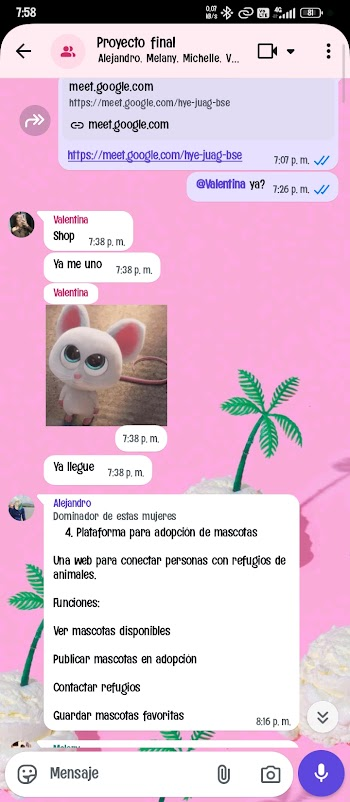 7:58
0,07
kB/s
4G
81
Proyecto final
Alejandro, Melany, Michelle, V...
meet.google.com
https://meet.google.com/hye-juag-bse
meet.google.com
https://meet.google.com/hye-juag-bse
7:07 p. m.
@Valentina ya? 7:26 p. m.
Valentina
Shop 7:38 p. m.
Ya me uno 7:38 p. m.
Valentina
7:38 p. m.
Ya llegue 7:38 p. m.
Alejandro
Dominador de estas mujeres
4. Plataforma para adopción de mascotas
Una web para conectar personas con refugios de
animales.
Funciones:
Ver mascotas disponibles
Publicar mascotas en adopción
Contactar refugios
Guardar mascotas favoritas
8:16 p. m.
Melany
Mensaje